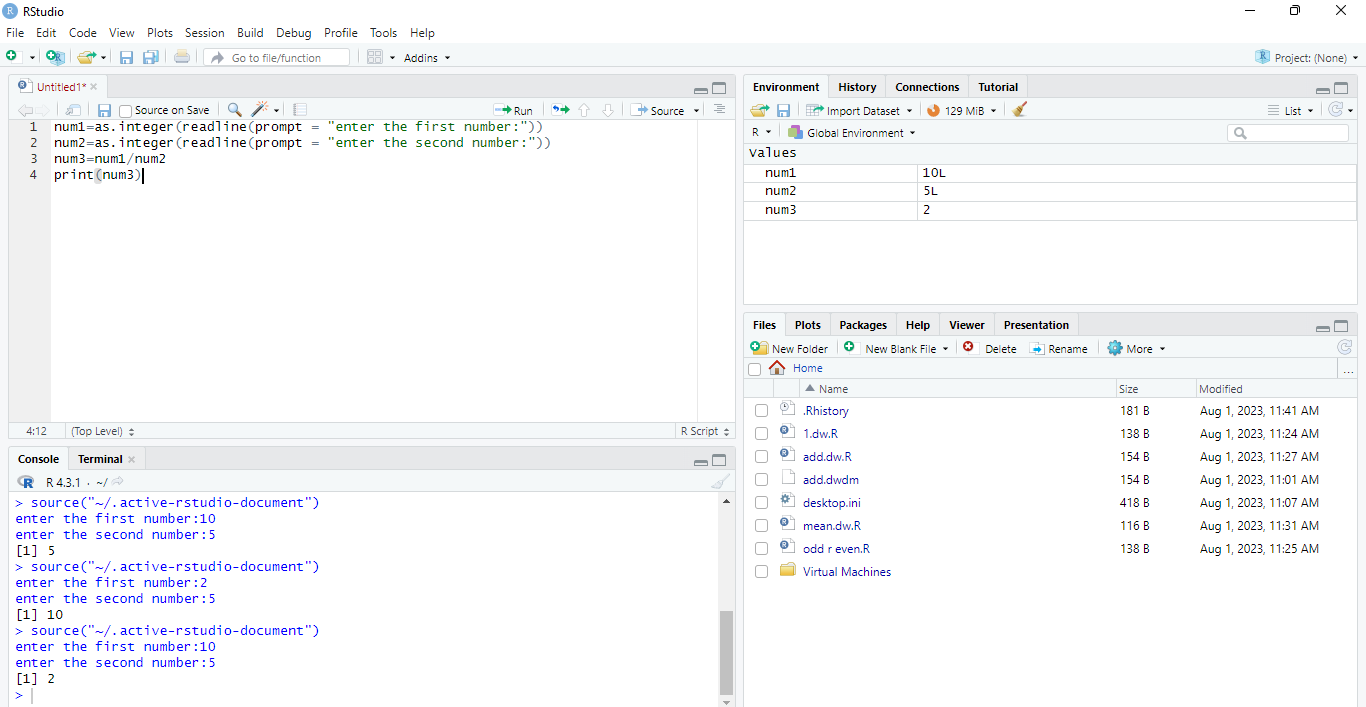 RStudio
File Edit Code View Plots Session Build Debug Profile Tools Help
Go to file/function Addins Project: (None)
Untitled1*
Source on Save Run Source
1 num1=as.integer(readline(prompt = "enter the first number:"))
2 num2=as.integer(readline(prompt = "enter the second number:"))
3 num3=num1/num2
4 print(num3)
4:12 (Top Level) R Script
Console Terminal
R 4.3.1 · ~/
> source("~/.active-rstudio-document")
enter the first number:10
enter the second number:5
[1] 5
> source("~/.active-rstudio-document")
enter the first number:2
enter the second number:5
[1] 10
> source("~/.active-rstudio-document")
enter the first number:10
enter the second number:5
[1] 2
>
Environment History Connections Tutorial
Import Dataset 129 MiB List
R Global Environment
Values
num1 10L
num2 5L
num3 2
Files Plots Packages Help Viewer Presentation
New Folder New Blank File Delete Rename More
Home ...
Name Size Modified
.Rhistory 181 B Aug 1, 2023, 11:41 AM
1.dw.R 138 B Aug 1, 2023, 11:24 AM
add.dw.R 154 B Aug 1, 2023, 11:27 AM
add.dwdm 154 B Aug 1, 2023, 11:01 AM
desktop.ini 418 B Aug 1, 2023, 11:07 AM
mean.dw.R 116 B Aug 1, 2023, 11:31 AM
odd r even.R 138 B Aug 1, 2023, 11:25 AM
Virtual Machines